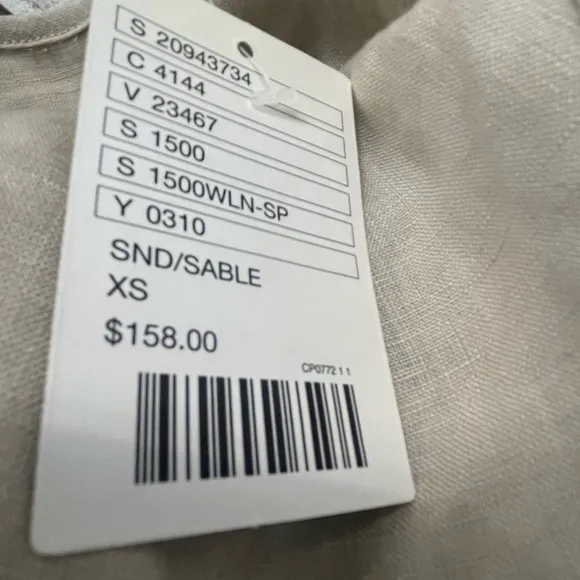 S 20943734
C 4144
V 23467
S 1500
S 1500WLN-SP
Y 0310
SND/SABLE
XS
$158.00
CP0772 1 1